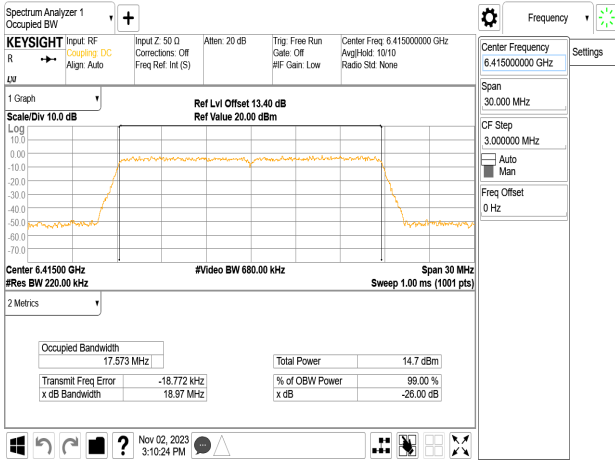 Spectrum Analyzer 1
Occupied BW
Frequency
KEYSIGHT
R
LXI
Input: RF
Coupling: DC
Align: Auto
Input Z: 50 Ω
Corrections: Off
Freq Ref: Int (S)
Atten: 20 dB
Trig: Free Run
Gate: Off
#IF Gain: Low
Center Freq: 6.415000000 GHz
Avg|Hold: 10/10
Radio Std: None
Center Frequency
6.415000000 GHz
Settings
Span
30.000 MHz
CF Step
3.000000 MHz
Auto
Man
Freq Offset
0 Hz
1 Graph
Scale/Div 10.0 dB
Ref Lvl Offset 13.40 dB
Ref Value 20.00 dBm
Log
10.0
0.00
-10.0
-20.0
-30.0
-40.0
-50.0
-60.0
-70.0
Center 6.41500 GHz
#Video BW 680.00 kHz
Span 30 MHz
#Res BW 220.00 kHz
Sweep 1.00 ms (1001 pts)
2 Metrics
Occupied Bandwidth
17.573 MHz
Total Power 14.7 dBm
Transmit Freq Error -18.772 kHz
% of OBW Power 99.00 %
x dB Bandwidth 18.97 MHz
x dB -26.00 dB
?
Nov 02, 2023
3:10:24 PM